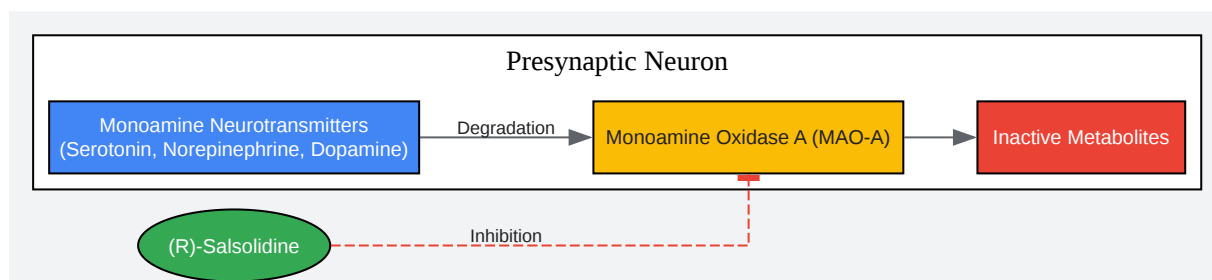 Presynaptic Neuron
Monoamine Neurotransmitters
(Serotonin, Norepinephrine, Dopamine)
Degradation
Monoamine Oxidase A (MAO-A)
Inactive Metabolites
(R)-Salsolidine
Inhibition